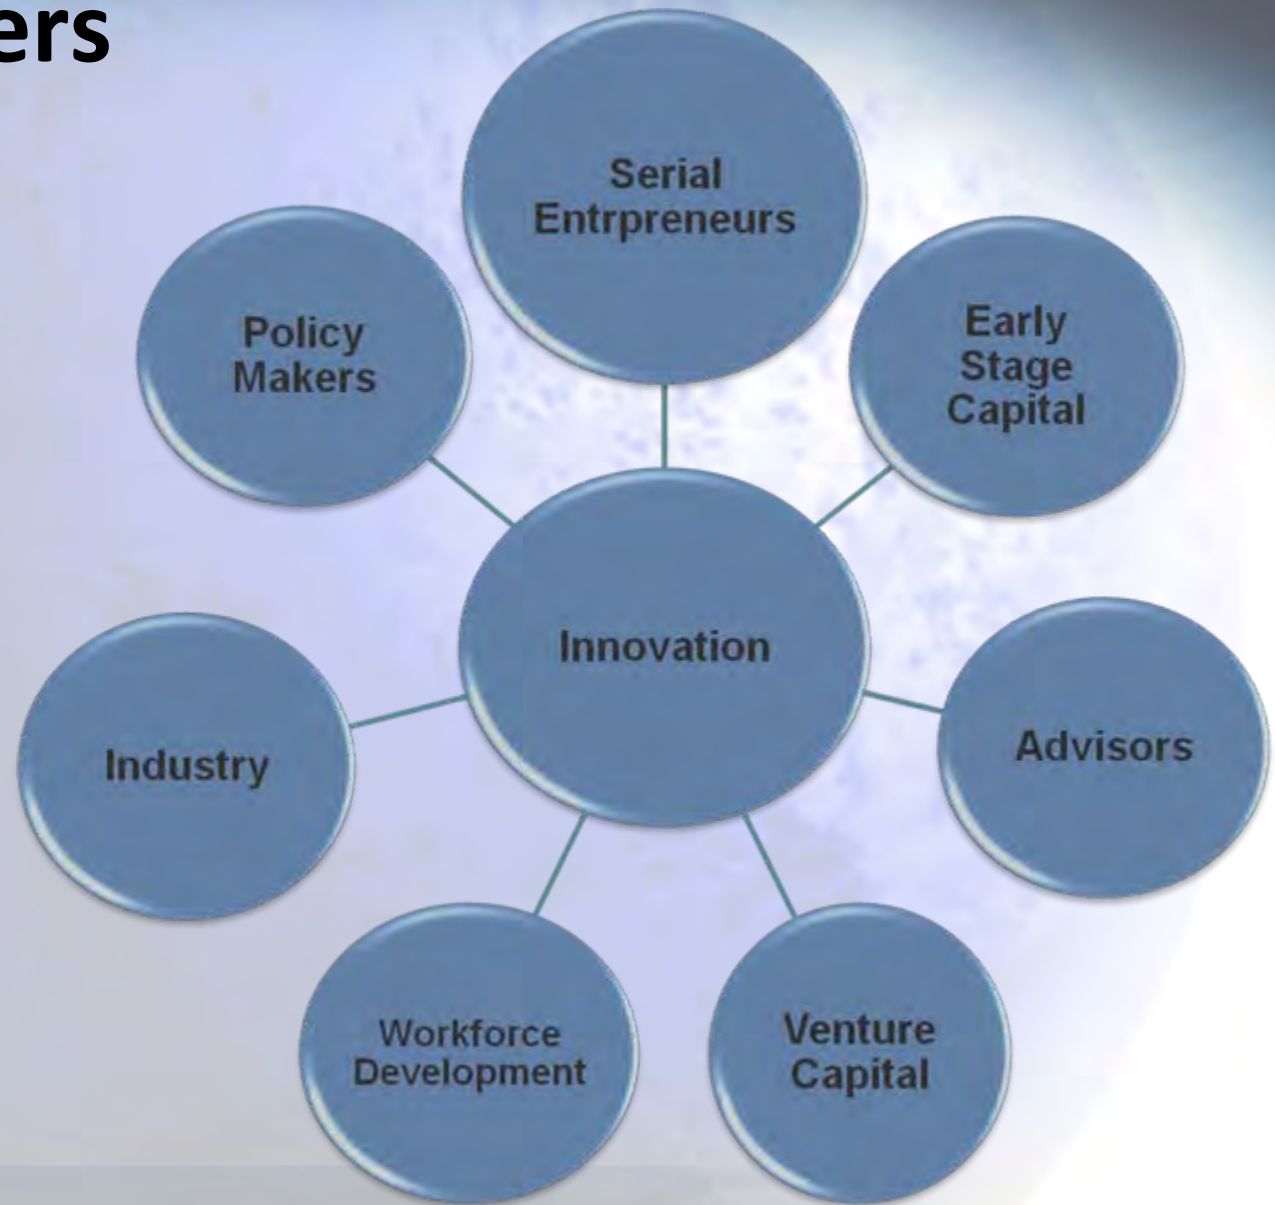 ers
Serial
Entrpreneurs
Policy
Makers
Early
Stage
Capital
Innovation
Industry
Advisors
Workforce
Development
Venture
Capital